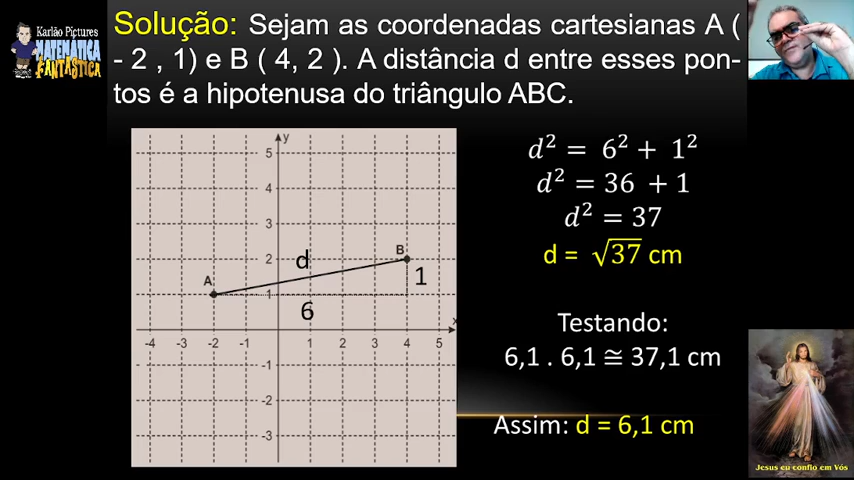 Karlão Pictures
MATEMÁTICA
FANTÁSTICA
Solução: Sejam as coordenadas cartesianas A (
- 2 , 1) e B ( 4, 2 ). A distância d entre esses pon-
tos é a hipotenusa do triângulo ABC.
y
5
4
3
2
1
-4 -3 -2 -1 1 2 3 4 5
x
-1
-2
-3
A
d
B
1
6
d² = 6² + 1²
d² = 36 + 1
d² = 37
d = √37 cm
Testando:
6,1 . 6,1 ≅ 37,1 cm
Assim: d = 6,1 cm
Jesus eu confio em Vós